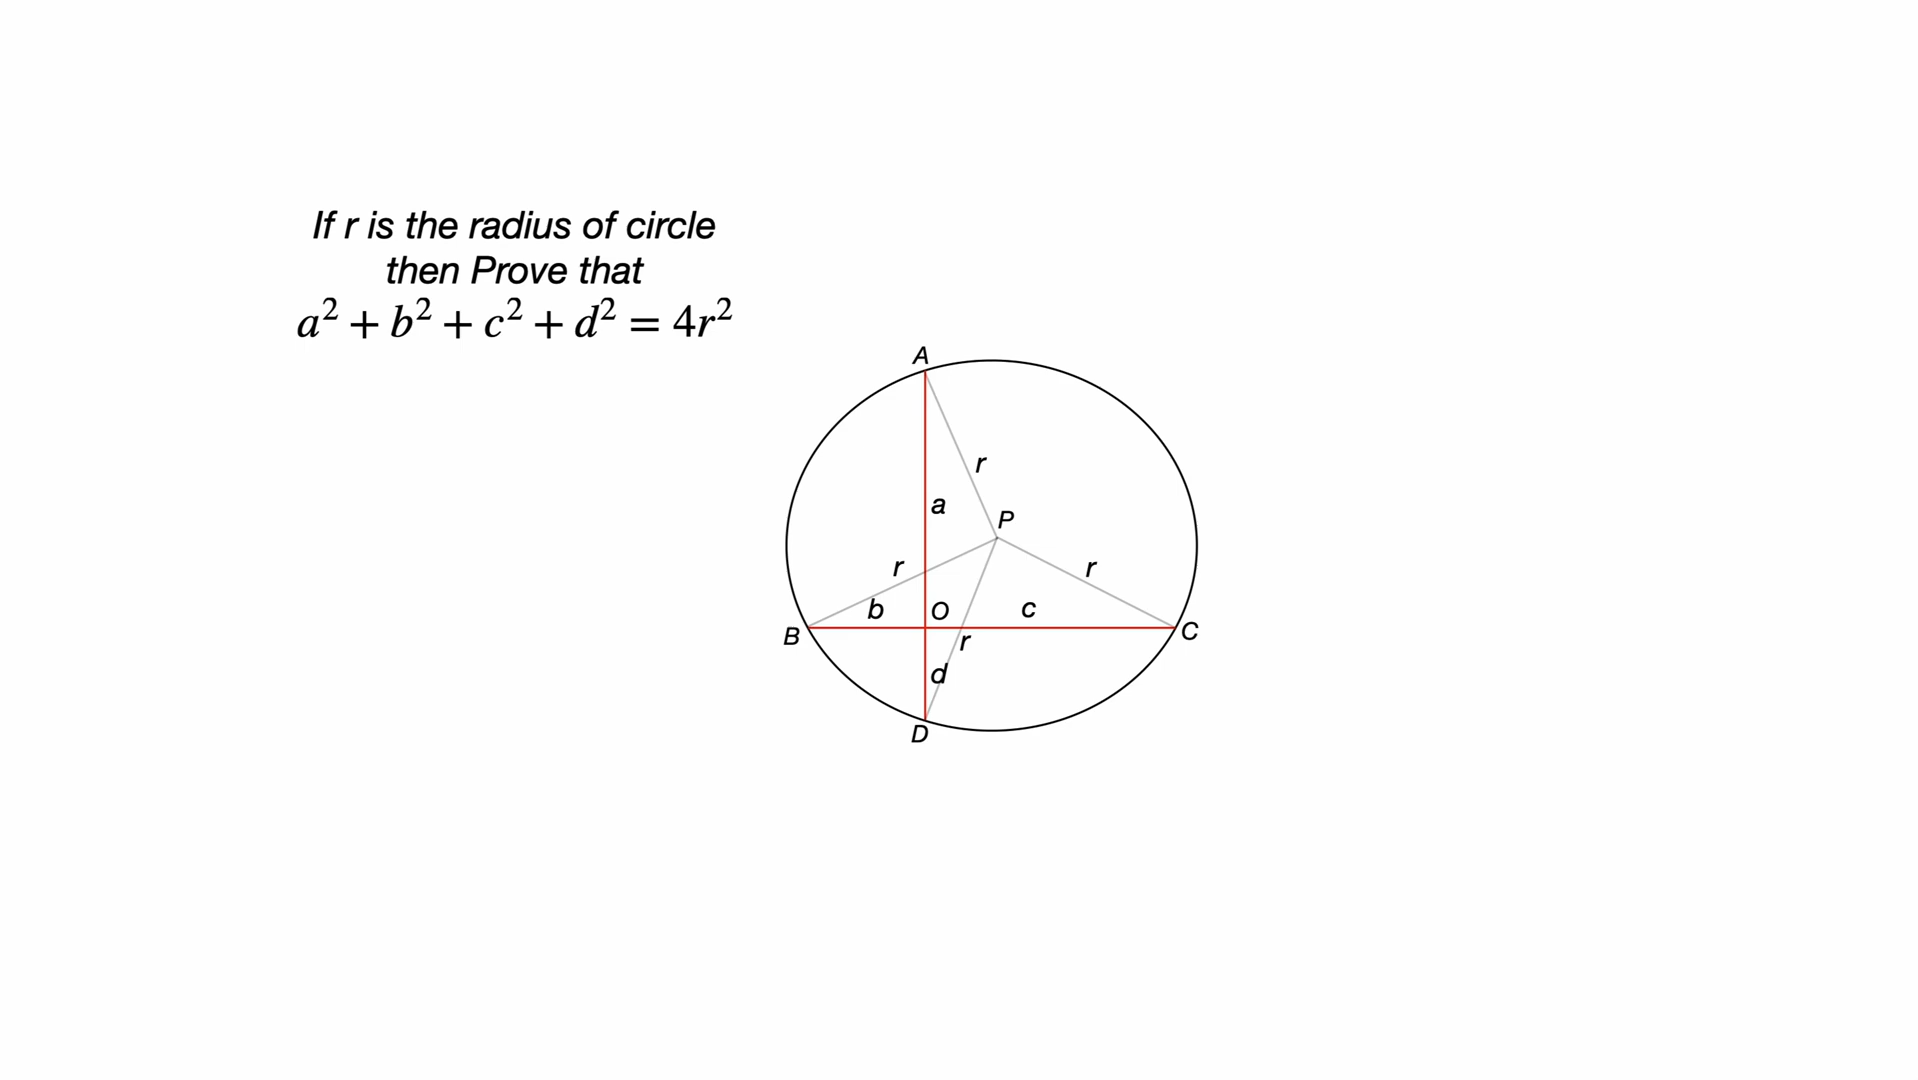 If r is the radius of circle
then Prove that
a² + b² + c² + d² = 4r²
A
r
a
P
r
r
b
O
c
B
C
r
d
D